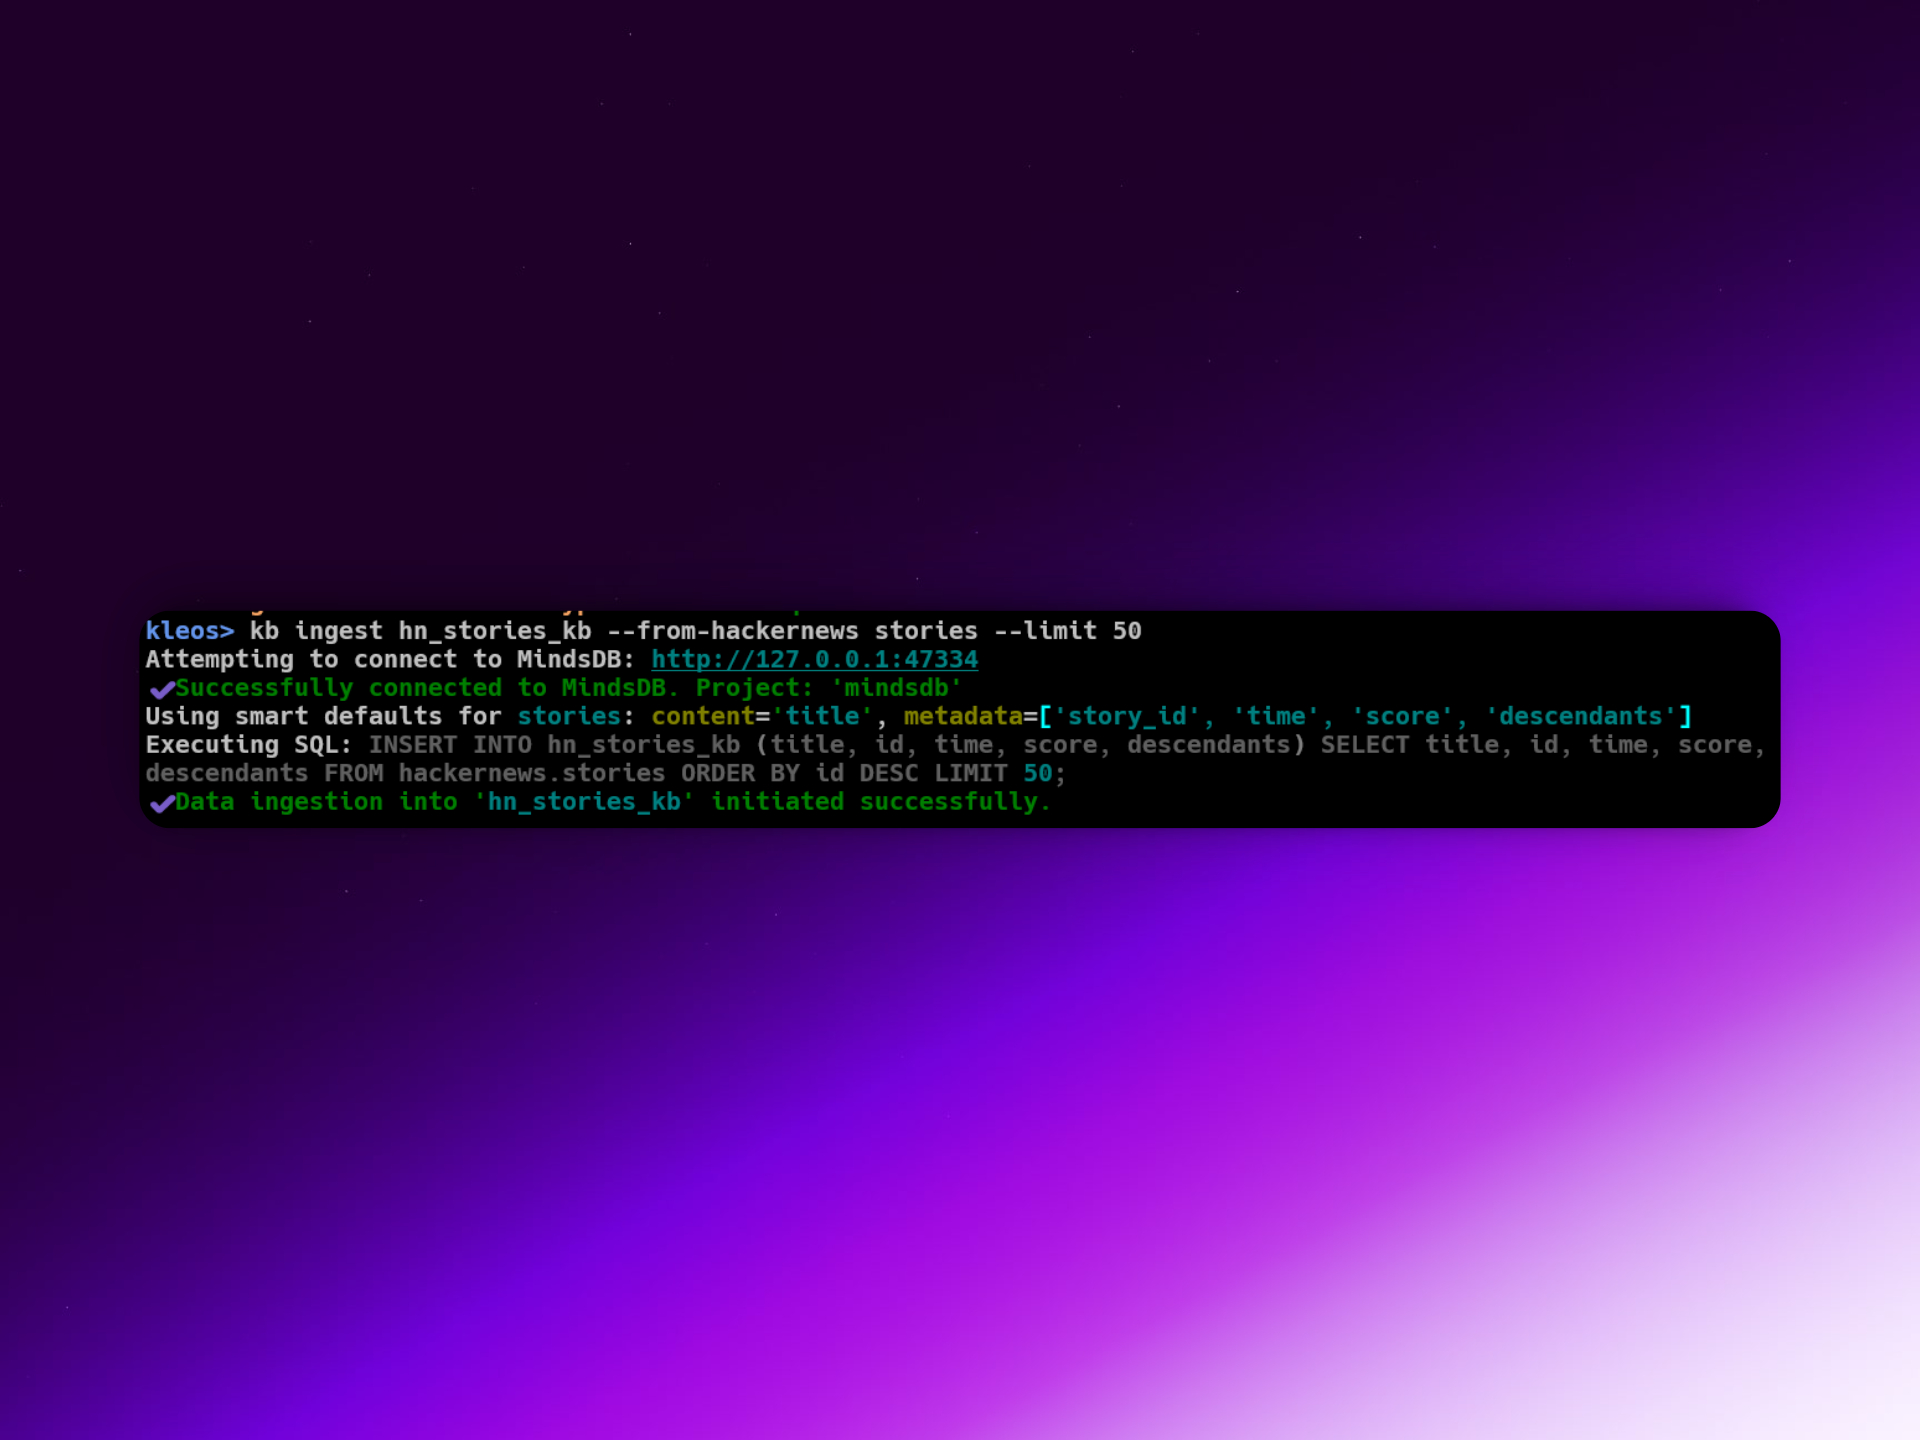 kleos> kb ingest hn_stories_kb --from-hackernews stories --limit 50
Attempting to connect to MindsDB: http://127.0.0.1:47334
✔Successfully connected to MindsDB. Project: 'mindsdb'
Using smart defaults for stories: content='title', metadata=['story_id', 'time', 'score', 'descendants']
Executing SQL: INSERT INTO hn_stories_kb (title, id, time, score, descendants) SELECT title, id, time, score,
descendants FROM hackernews.stories ORDER BY id DESC LIMIT 50;
✔Data ingestion into 'hn_stories_kb' initiated successfully.